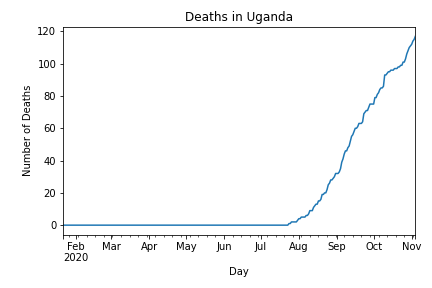 Deaths in Uganda
120
100
80
60
40
20
0
Number of Deaths
Feb Mar Apr May Jun Jul Aug Sep Oct Nov
2020
Day